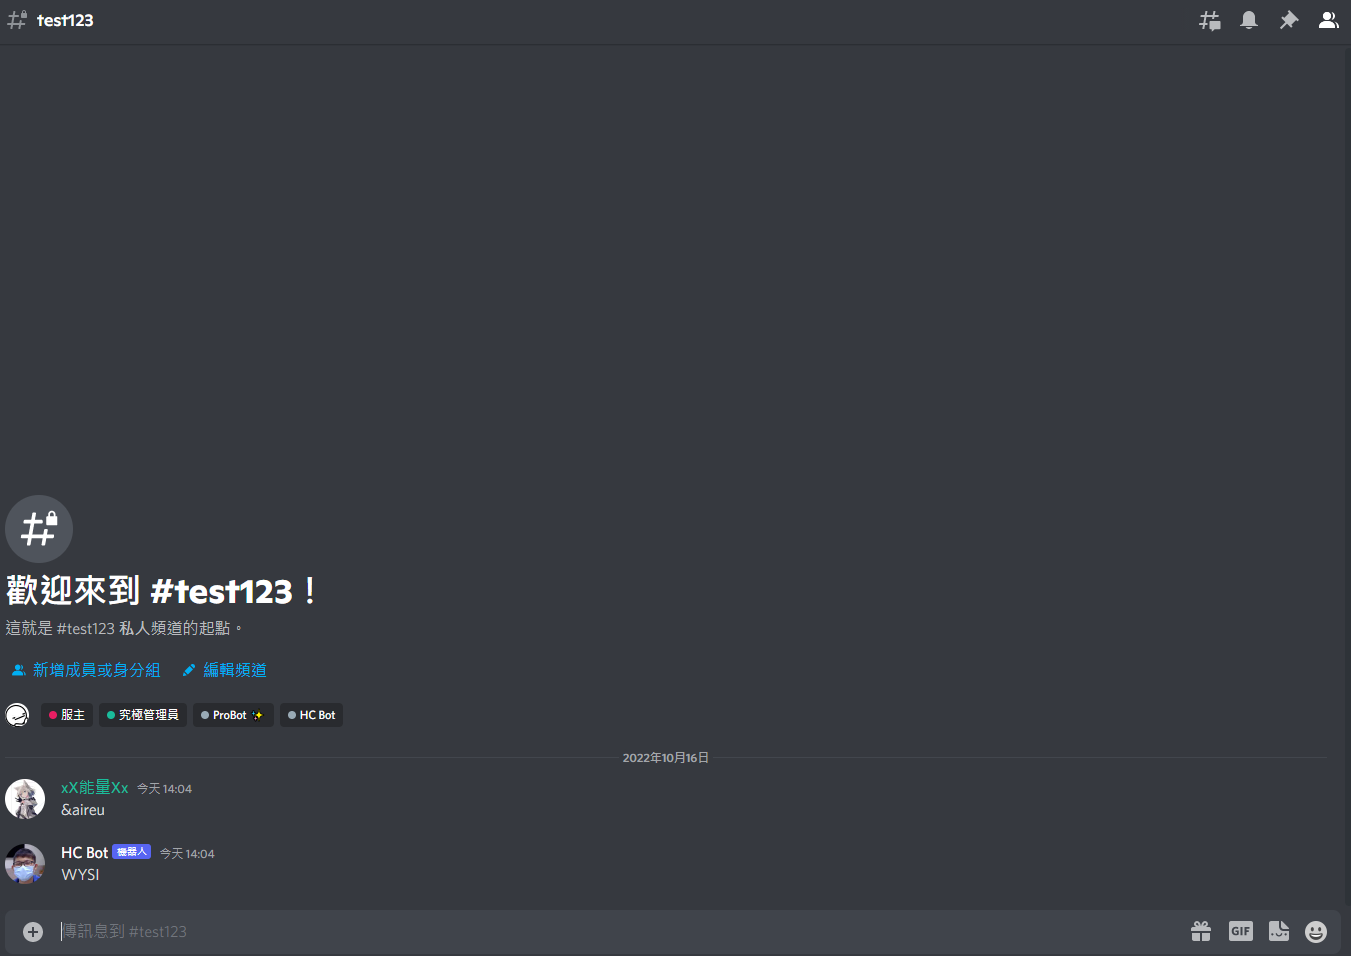 test123
歡迎來到 #test123！
這就是 #test123 私人頻道的起點。
新增成員或身分組 編輯頻道
服主 究極管理員 ProBot ✨ HC Bot
2022年10月16日
xX能量Xx 今天 14:04
&aireu
HC Bot 機器人 今天 14:04
WYSI
傳訊息到 #test123
GIF